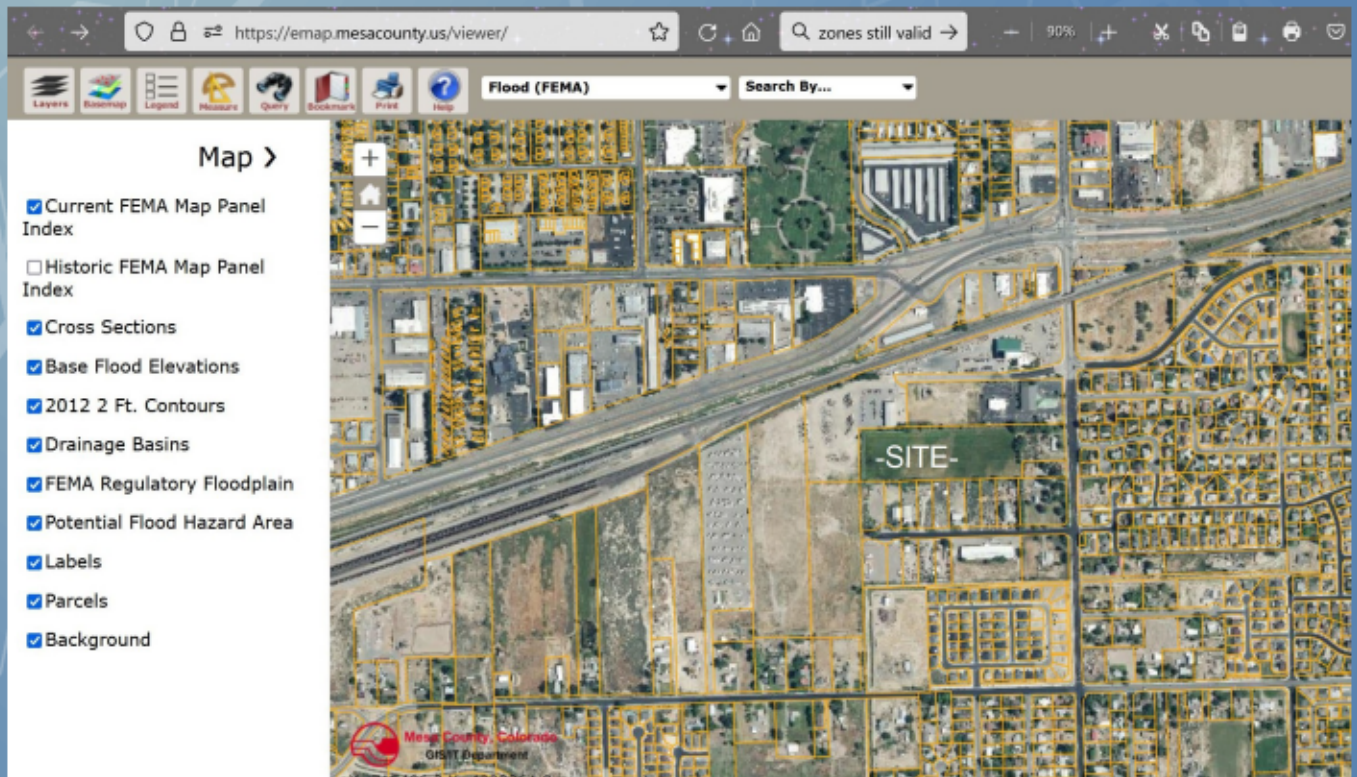 https://emap.mesacounty.us/viewer/
zones still valid
90%
Layers
Basemap
Legend
Measure
Query
Bookmark
Print
Help
Flood (FEMA)
Search By...
Map
Current FEMA Map Panel
Index
Historic FEMA Map Panel
Index
Cross Sections
Base Flood Elevations
2012 2 Ft. Contours
Drainage Basins
FEMA Regulatory Floodplain
Potential Flood Hazard Area
Labels
Parcels
Background
-SITE-
Mesa County, Colorado
GIS/IT Department